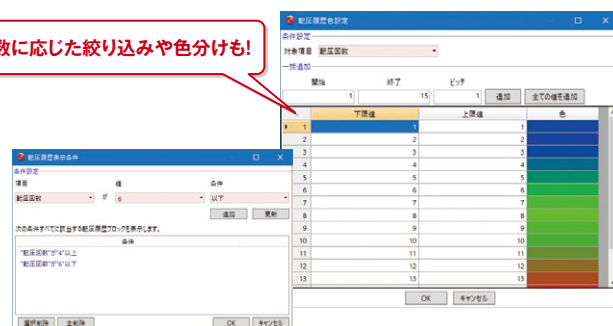 数に応じた絞り込みや色分けも!
転圧履歴色設定
条件設定
対象項目 転圧回数
一括追加
開始 終了 ピッチ
1 15 1 追加 全ての値を追加
下限値 上限値 色
1 1 1
2 2 2
3 3 3
4 4 4
5 5 5
6 6 6
7 7 7
8 8 8
9 9 9
10 10 10
11 11 11
12 12 12
13 13 13
OK キャンセル
転圧履歴表示条件
条件設定
項目 値 条件
転圧回数 が 6 以下
追加 更新
次の条件すべてに該当する転圧履歴ブロックを表示します。
条件
"転圧回数"が"4"以上
"転圧回数"が"6"以下
選択削除 全削除 OK キャンセル